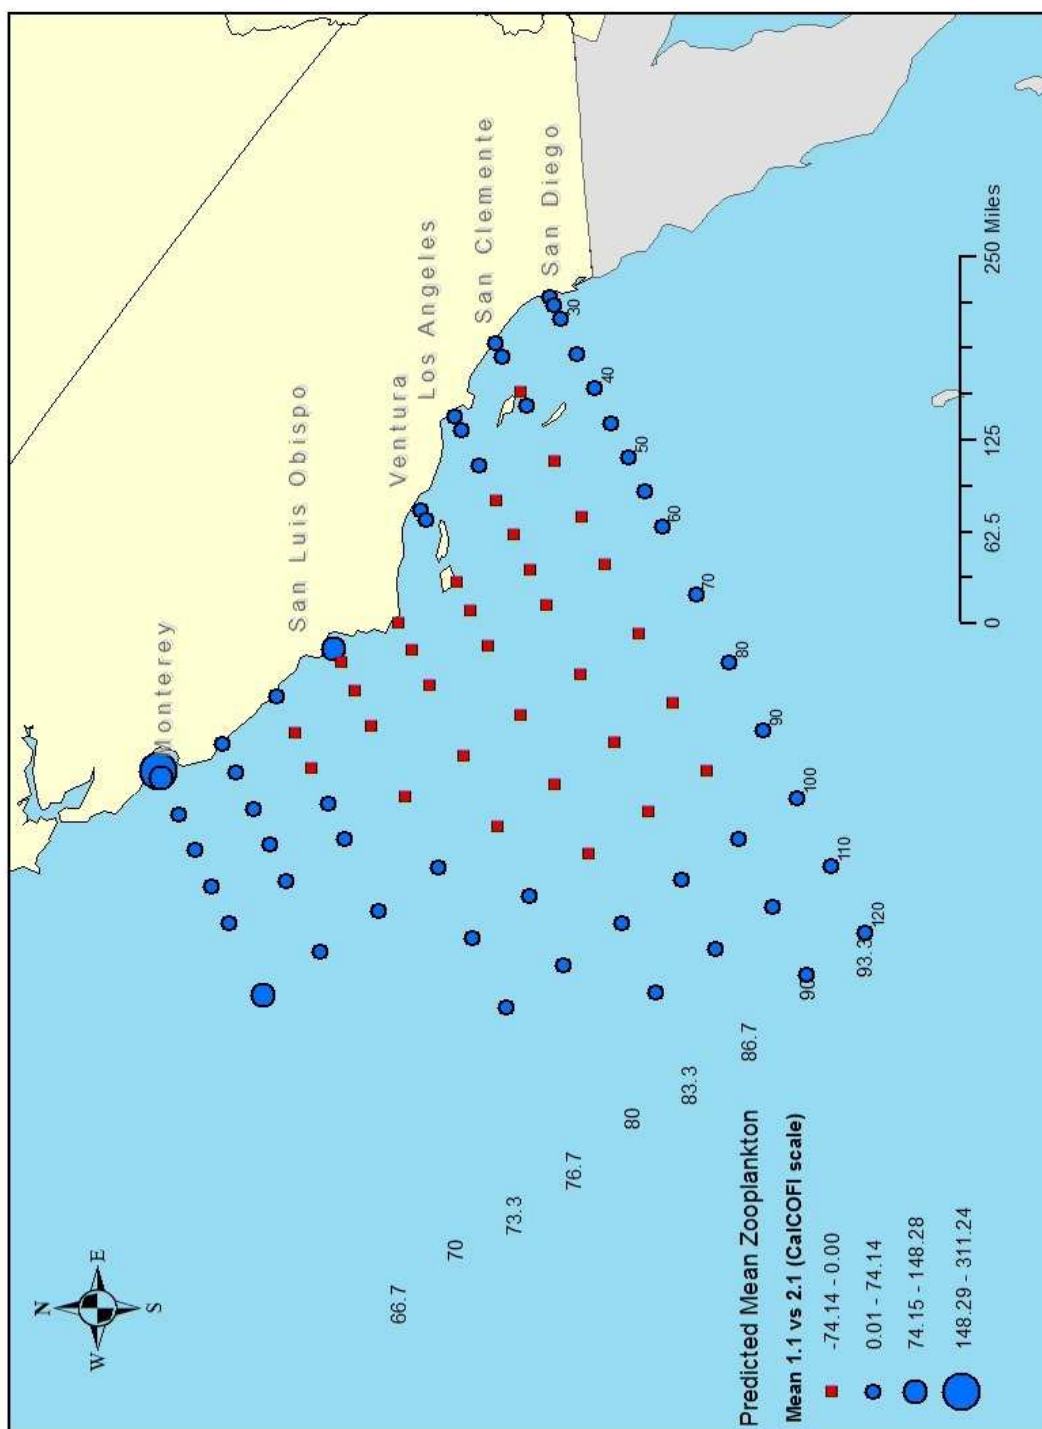 N
W
E
S
Monterey
San Luis Obispo
Ventura
Los Angeles
San Clemente
San Diego
30
40
50
60
70
80
90
100
110
120
66.7
70
73.3
76.7
80
83.3
86.7
90
93.3
Predicted Mean Zooplankton
Mean 1.1 vs 2.1 (CalCOFI scale)
-74.14 - 0.00
0.01 - 74.14
74.15 - 148.28
148.29 - 311.24
0 62.5 125 250 Miles